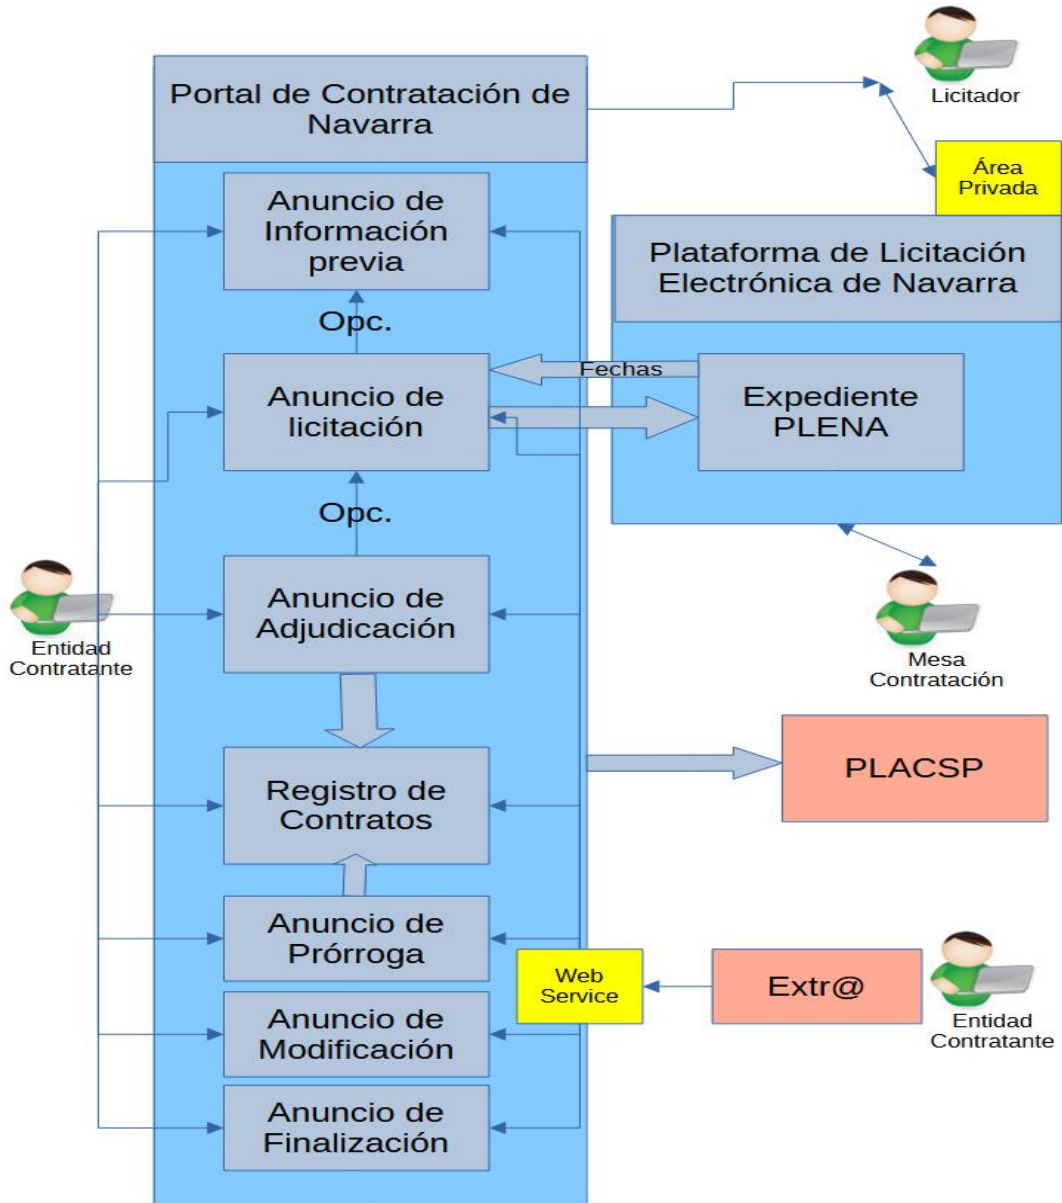 Portal de Contratación de
Navarra
Licitador
Área
Privada
Anuncio de
Información
previa
Plataforma de Licitación
Electrónica de Navarra
Opc.
Fechas
Anuncio de
licitación
Expediente
PLENA
Opc.
Anuncio de
Adjudicación
Entidad
Contratante
Mesa
Contratación
Registro de
Contratos
PLACSP
Anuncio de
Prórroga
Web
Service
Extr@
Entidad
Contratante
Anuncio de
Modificación
Anuncio de
Finalización